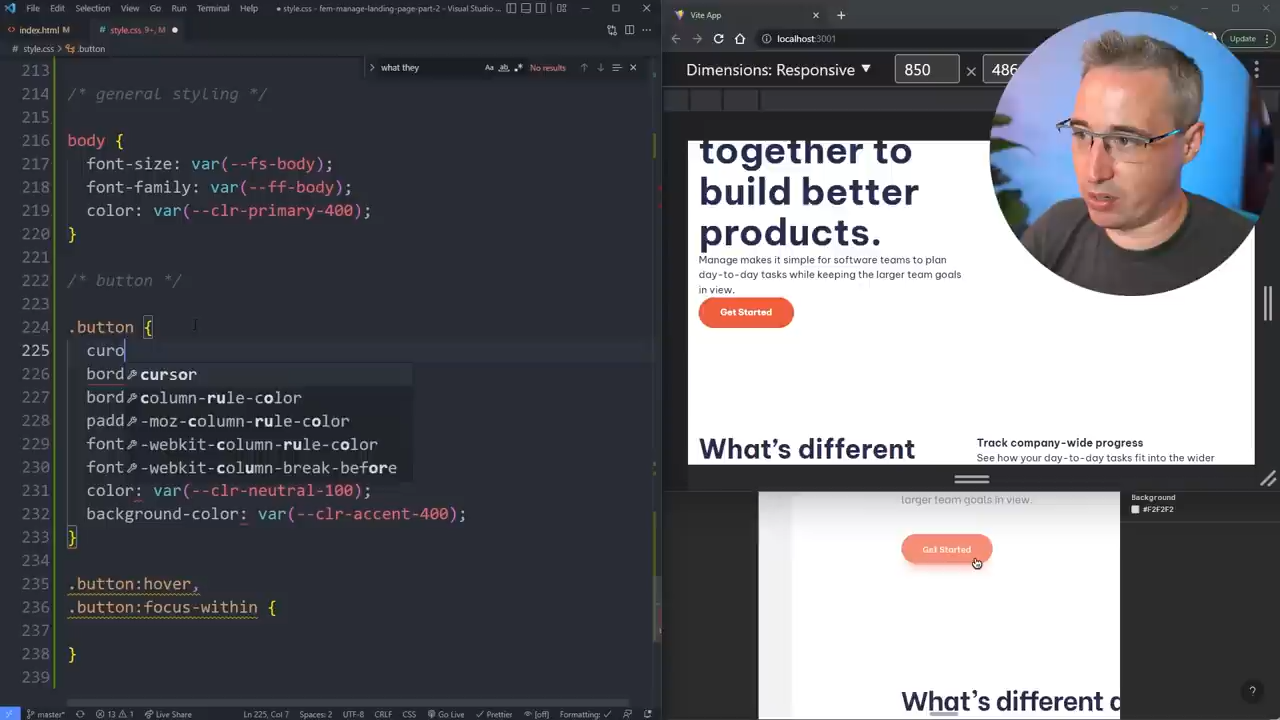 File Edit Selection View Go Run Terminal Help
style.css - fem-manage-landing-page-part-2 - Visual Studio
index.html M
style.css 9+, M
style.css > .button
what they
Aa ab .*
No results
213
214 /* general styling */
215
216 body {
217 font-size: var(--fs-body);
218 font-family: var(--ff-body);
219 color: var(--clr-primary-400);
220 }
221
222 /* button */
223
224 .button {
225 curo
226 bord
cursor
227 bord
column-rule-color
228 padd
-moz-column-rule-color
229 font
-webkit-column-rule-color
230 font
-webkit-column-break-before
231 color: var(--clr-neutral-100);
232 background-color: var(--clr-accent-400);
233 }
234
235 .button:hover,
236 .button:focus-within {
237
238 }
239
master* 13 1 Live Share Ln 225, Col 7 Spaces: 2 UTF-8 CRLF CSS Go Live Prettier [off] Formatting: ✓
Vite App
localhost:3001
Update
Dimensions: Responsive 850 × 486
together to
build better
products.
Manage makes it simple for software teams to plan
day-to-day tasks while keeping the larger team goals
in view.
Get Started
What's different
Track company-wide progress
See how your day-to-day tasks fit into the wider
larger team goals in view.
Get Started
What's different a
Background
#F2F2F2
?